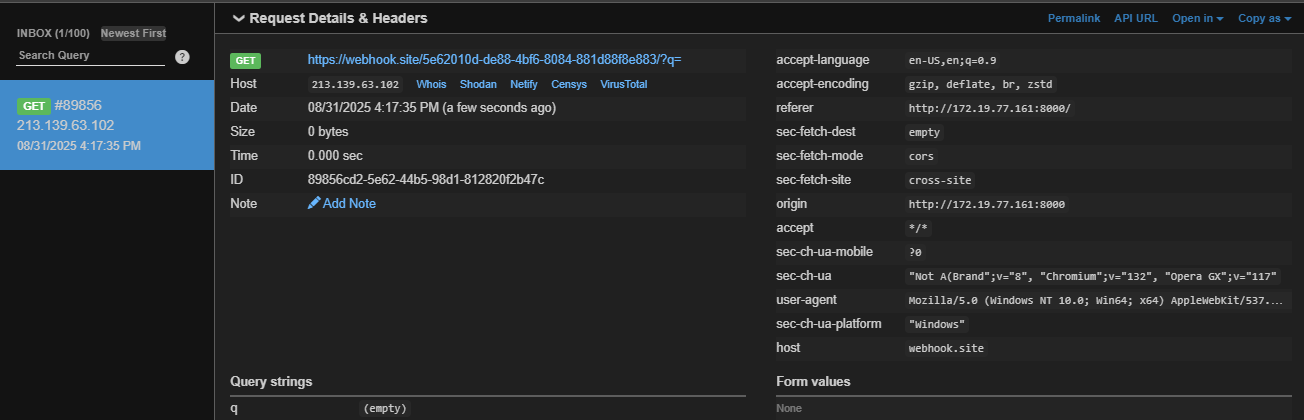 INBOX (1/100) Newest First
Search Query ?
GET #89856
213.139.63.102
08/31/2025 4:17:35 PM
Request Details & Headers
Permalink API URL Open in Copy as
GET https://webhook.site/5e62010d-de88-4bf6-8084-881d88f8e883/?q=
Host 213.139.63.102 Whois Shodan Netify Censys VirusTotal
Date 08/31/2025 4:17:35 PM (a few seconds ago)
Size 0 bytes
Time 0.000 sec
ID 89856cd2-5e62-44b5-98d1-812820f2b47c
Note Add Note
accept-language en-US,en;q=0.9
accept-encoding gzip, deflate, br, zstd
referer http://172.19.77.161:8000/
sec-fetch-dest empty
sec-fetch-mode cors
sec-fetch-site cross-site
origin http://172.19.77.161:8000
accept */*
sec-ch-ua-mobile ?0
sec-ch-ua "Not A(Brand";v="8", "Chromium";v="132", "Opera GX";v="117"
user-agent Mozilla/5.0 (Windows NT 10.0; Win64; x64) AppleWebKit/537....
sec-ch-ua-platform "Windows"
host webhook.site
Query strings
q (empty)
Form values
None